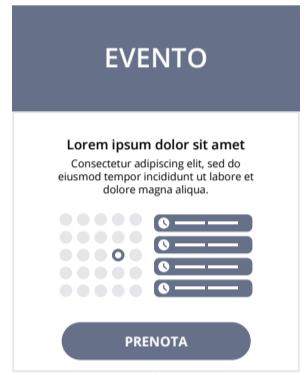 EVENTO
Lorem ipsum dolor sit amet
Consectetur adipiscing elit, sed do
eiusmod tempor incididunt ut labore et
dolore magna aliqua.
PRENOTA